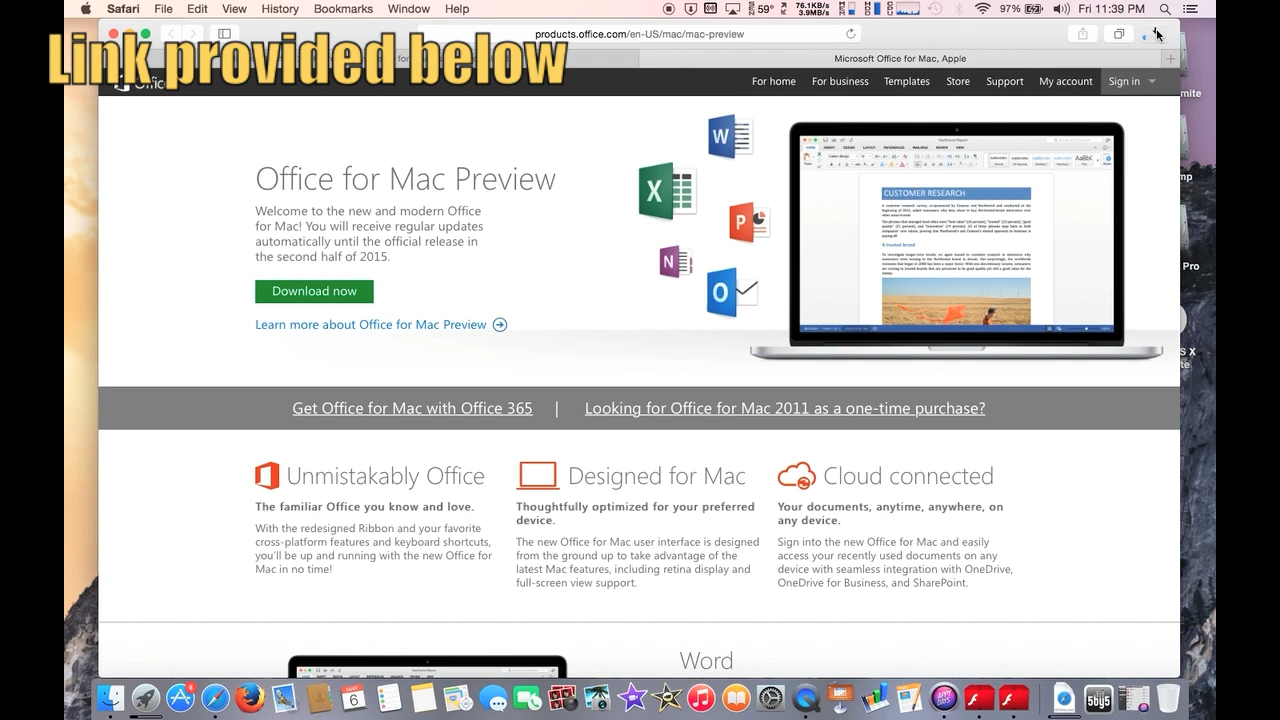 Safari File Edit View History Bookmarks Window Help
59° 76.1KB/s 3.9MB/s 97% Fri 11:39 PM
products.office.com/en-US/mac/mac-preview
Link provided below
Microsoft Office for Mac, Apple
For home For business Templates Store Support My account Sign in
Office for Mac Preview
Welcome to the new and modern Office
for Mac. You will receive regular updates
automatically until the official release in
the second half of 2015.
Download now
Learn more about Office for Mac Preview
CUSTOMER RESEARCH
A trusted brand
Get Office for Mac with Office 365 | Looking for Office for Mac 2011 as a one-time purchase?
Unmistakably Office
The familiar Office you know and love.
With the redesigned Ribbon and your favorite
cross-platform features and keyboard shortcuts,
you'll be up and running with the new Office for
Mac in no time!
Designed for Mac
Thoughtfully optimized for your preferred
device.
The new Office for Mac user interface is designed
from the ground up to take advantage of the
latest Mac features, including retina display and
full-screen view support.
Cloud connected
Your documents, anytime, anywhere, on
any device.
Sign into the new Office for Mac and easily
access your recently used documents on any
device with seamless integration with OneDrive,
OneDrive for Business, and SharePoint.
Word
Pro
6
5by5